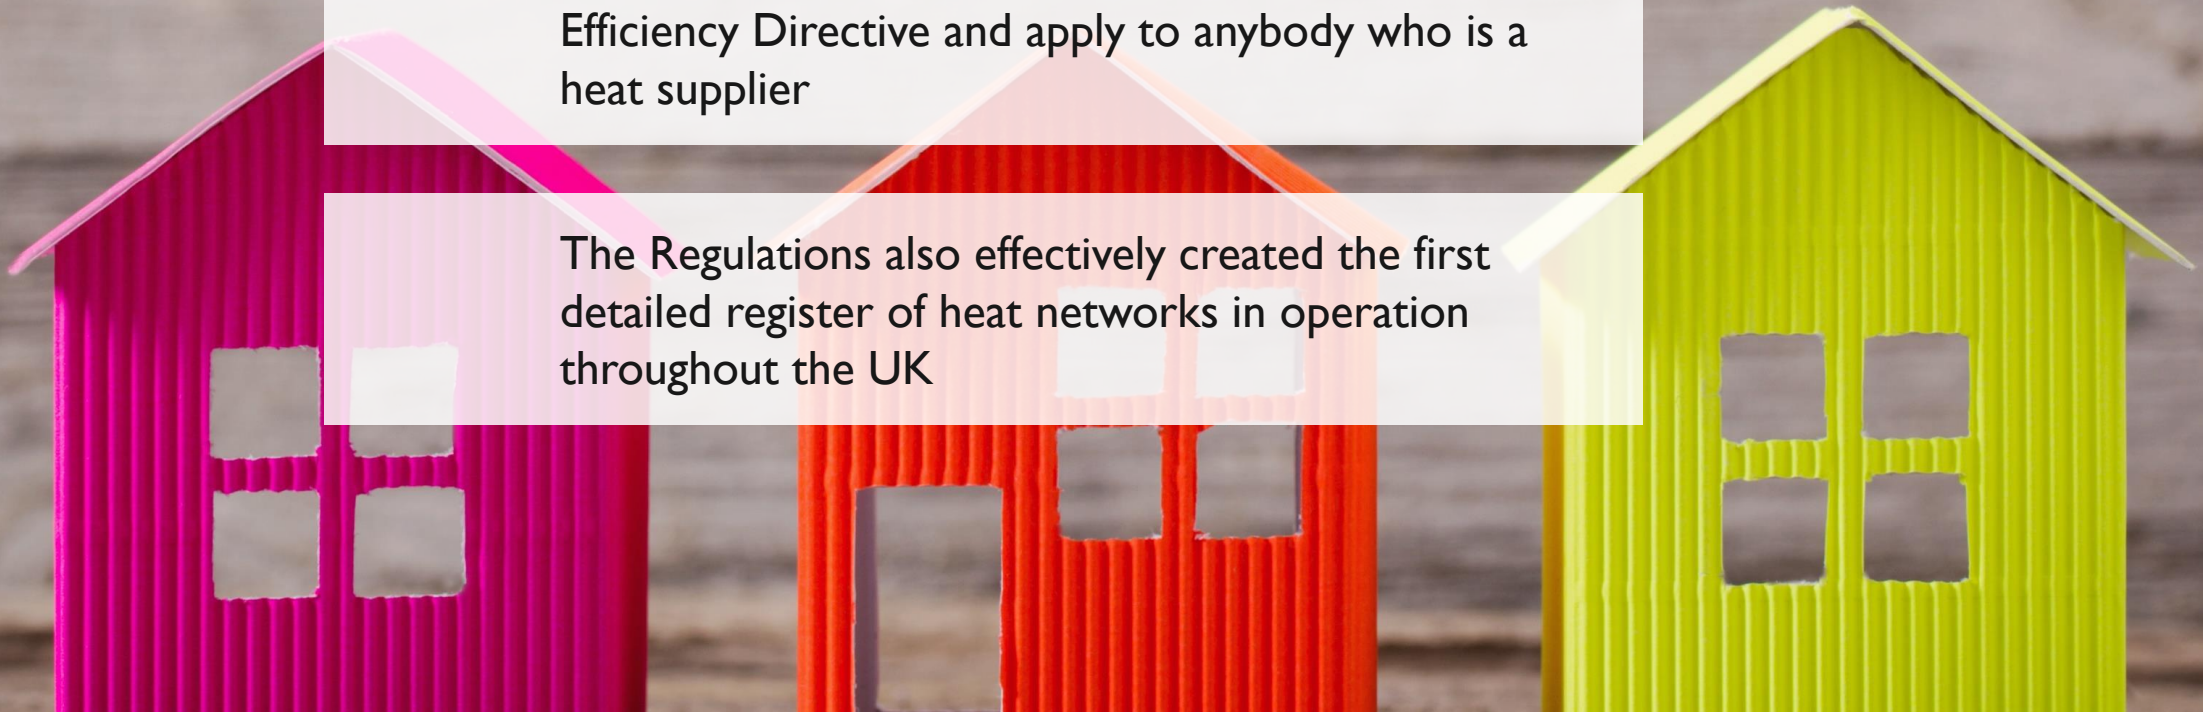 Efficiency Directive and apply to anybody who is a
heat supplier
The Regulations also effectively created the first
detailed register of heat networks in operation
throughout the UK